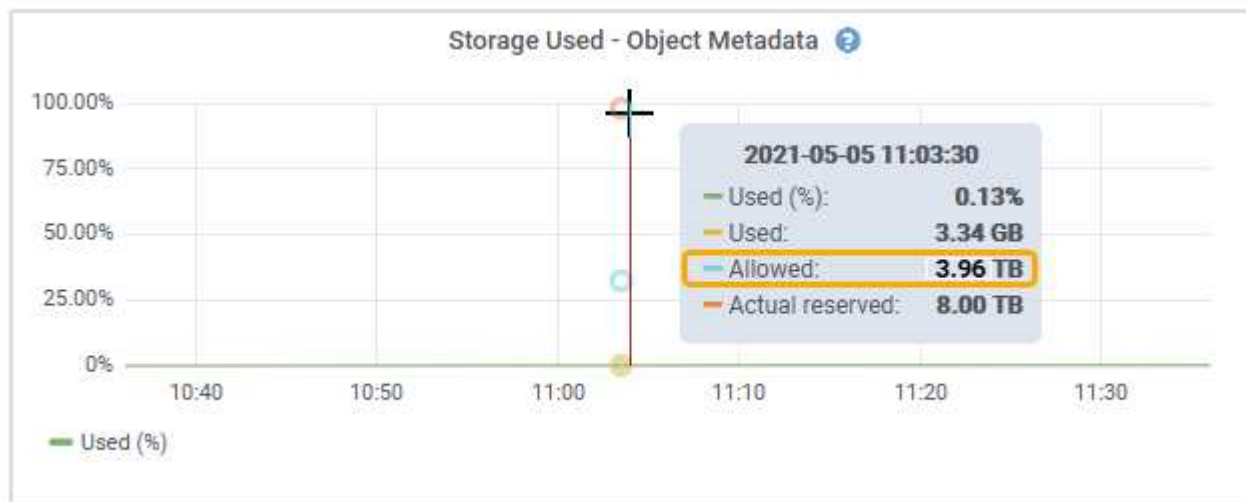 Storage Used - Object Metadata ?
100.00%
75.00%
50.00%
25.00%
0%
2021-05-05 11:03:30
Used (%): 0.13%
Used: 3.34 GB
Allowed: 3.96 TB
Actual reserved: 8.00 TB
10:40 10:50 11:00 11:10 11:20 11:30
Used (%)